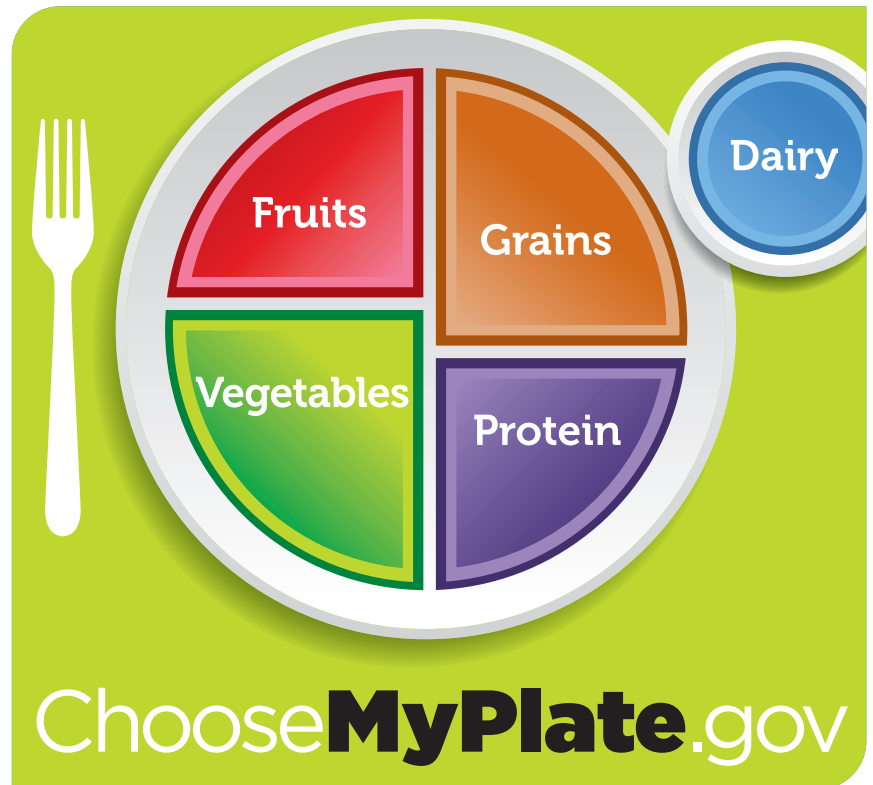 Fruits
Grains
Dairy
Vegetables
Protein
ChooseMyPlate.gov